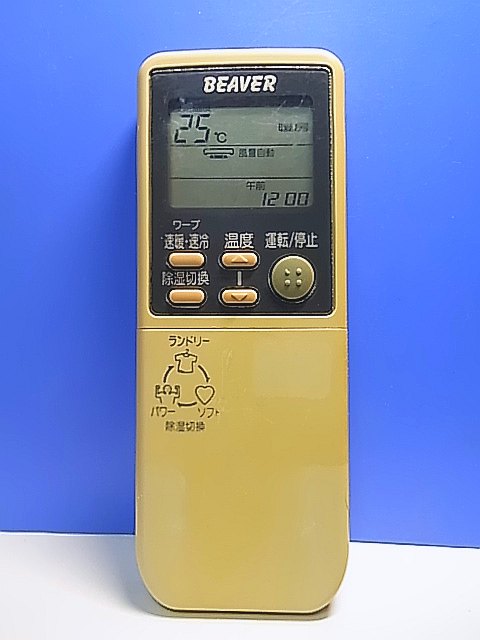 BEAVER
25℃ 暖房
風量自動
午前
12:00
ワープ
速暖・速冷 温度 運転/停止
除湿切換
ランドリー
パワー ソフト
除湿切換